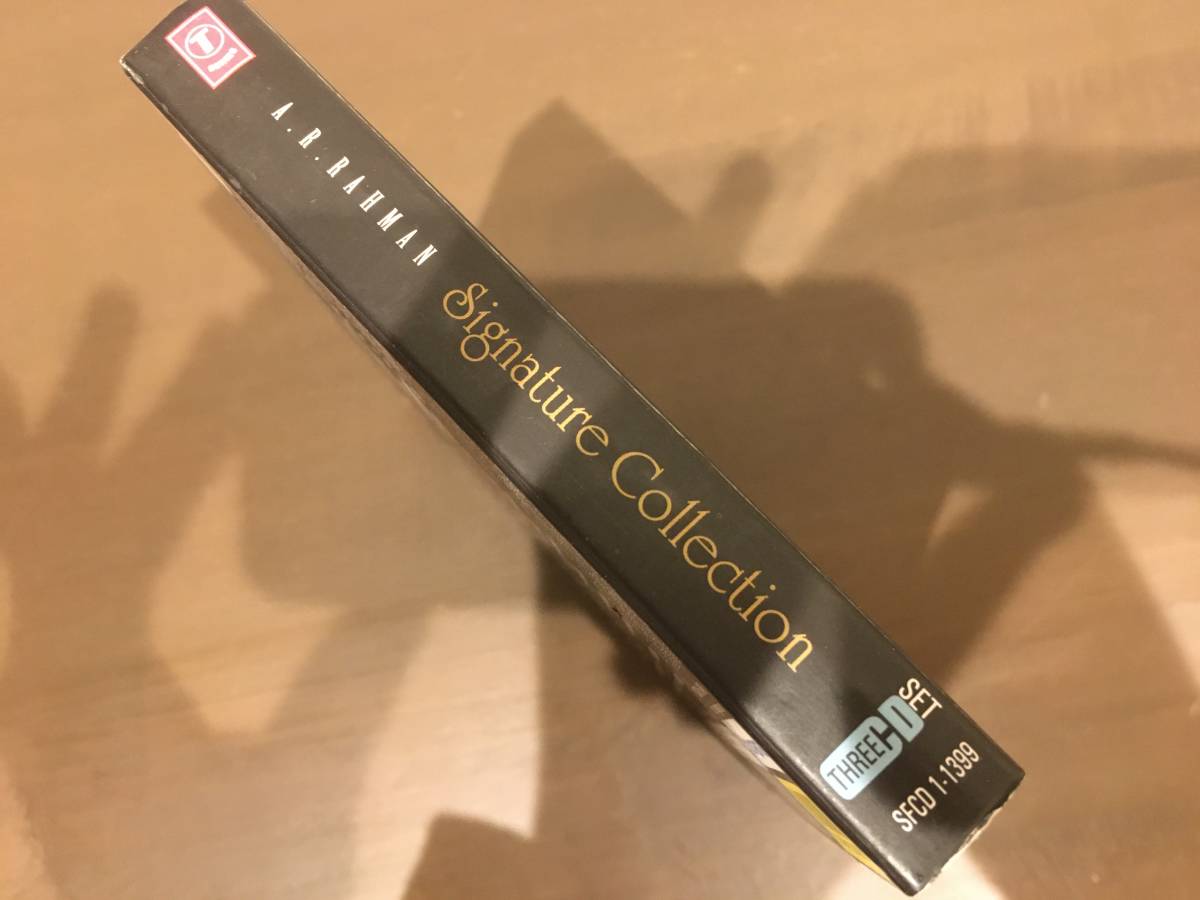 A.R.RAHMAN
Signature Collection
THREE CD SET
SFCD 1-1399